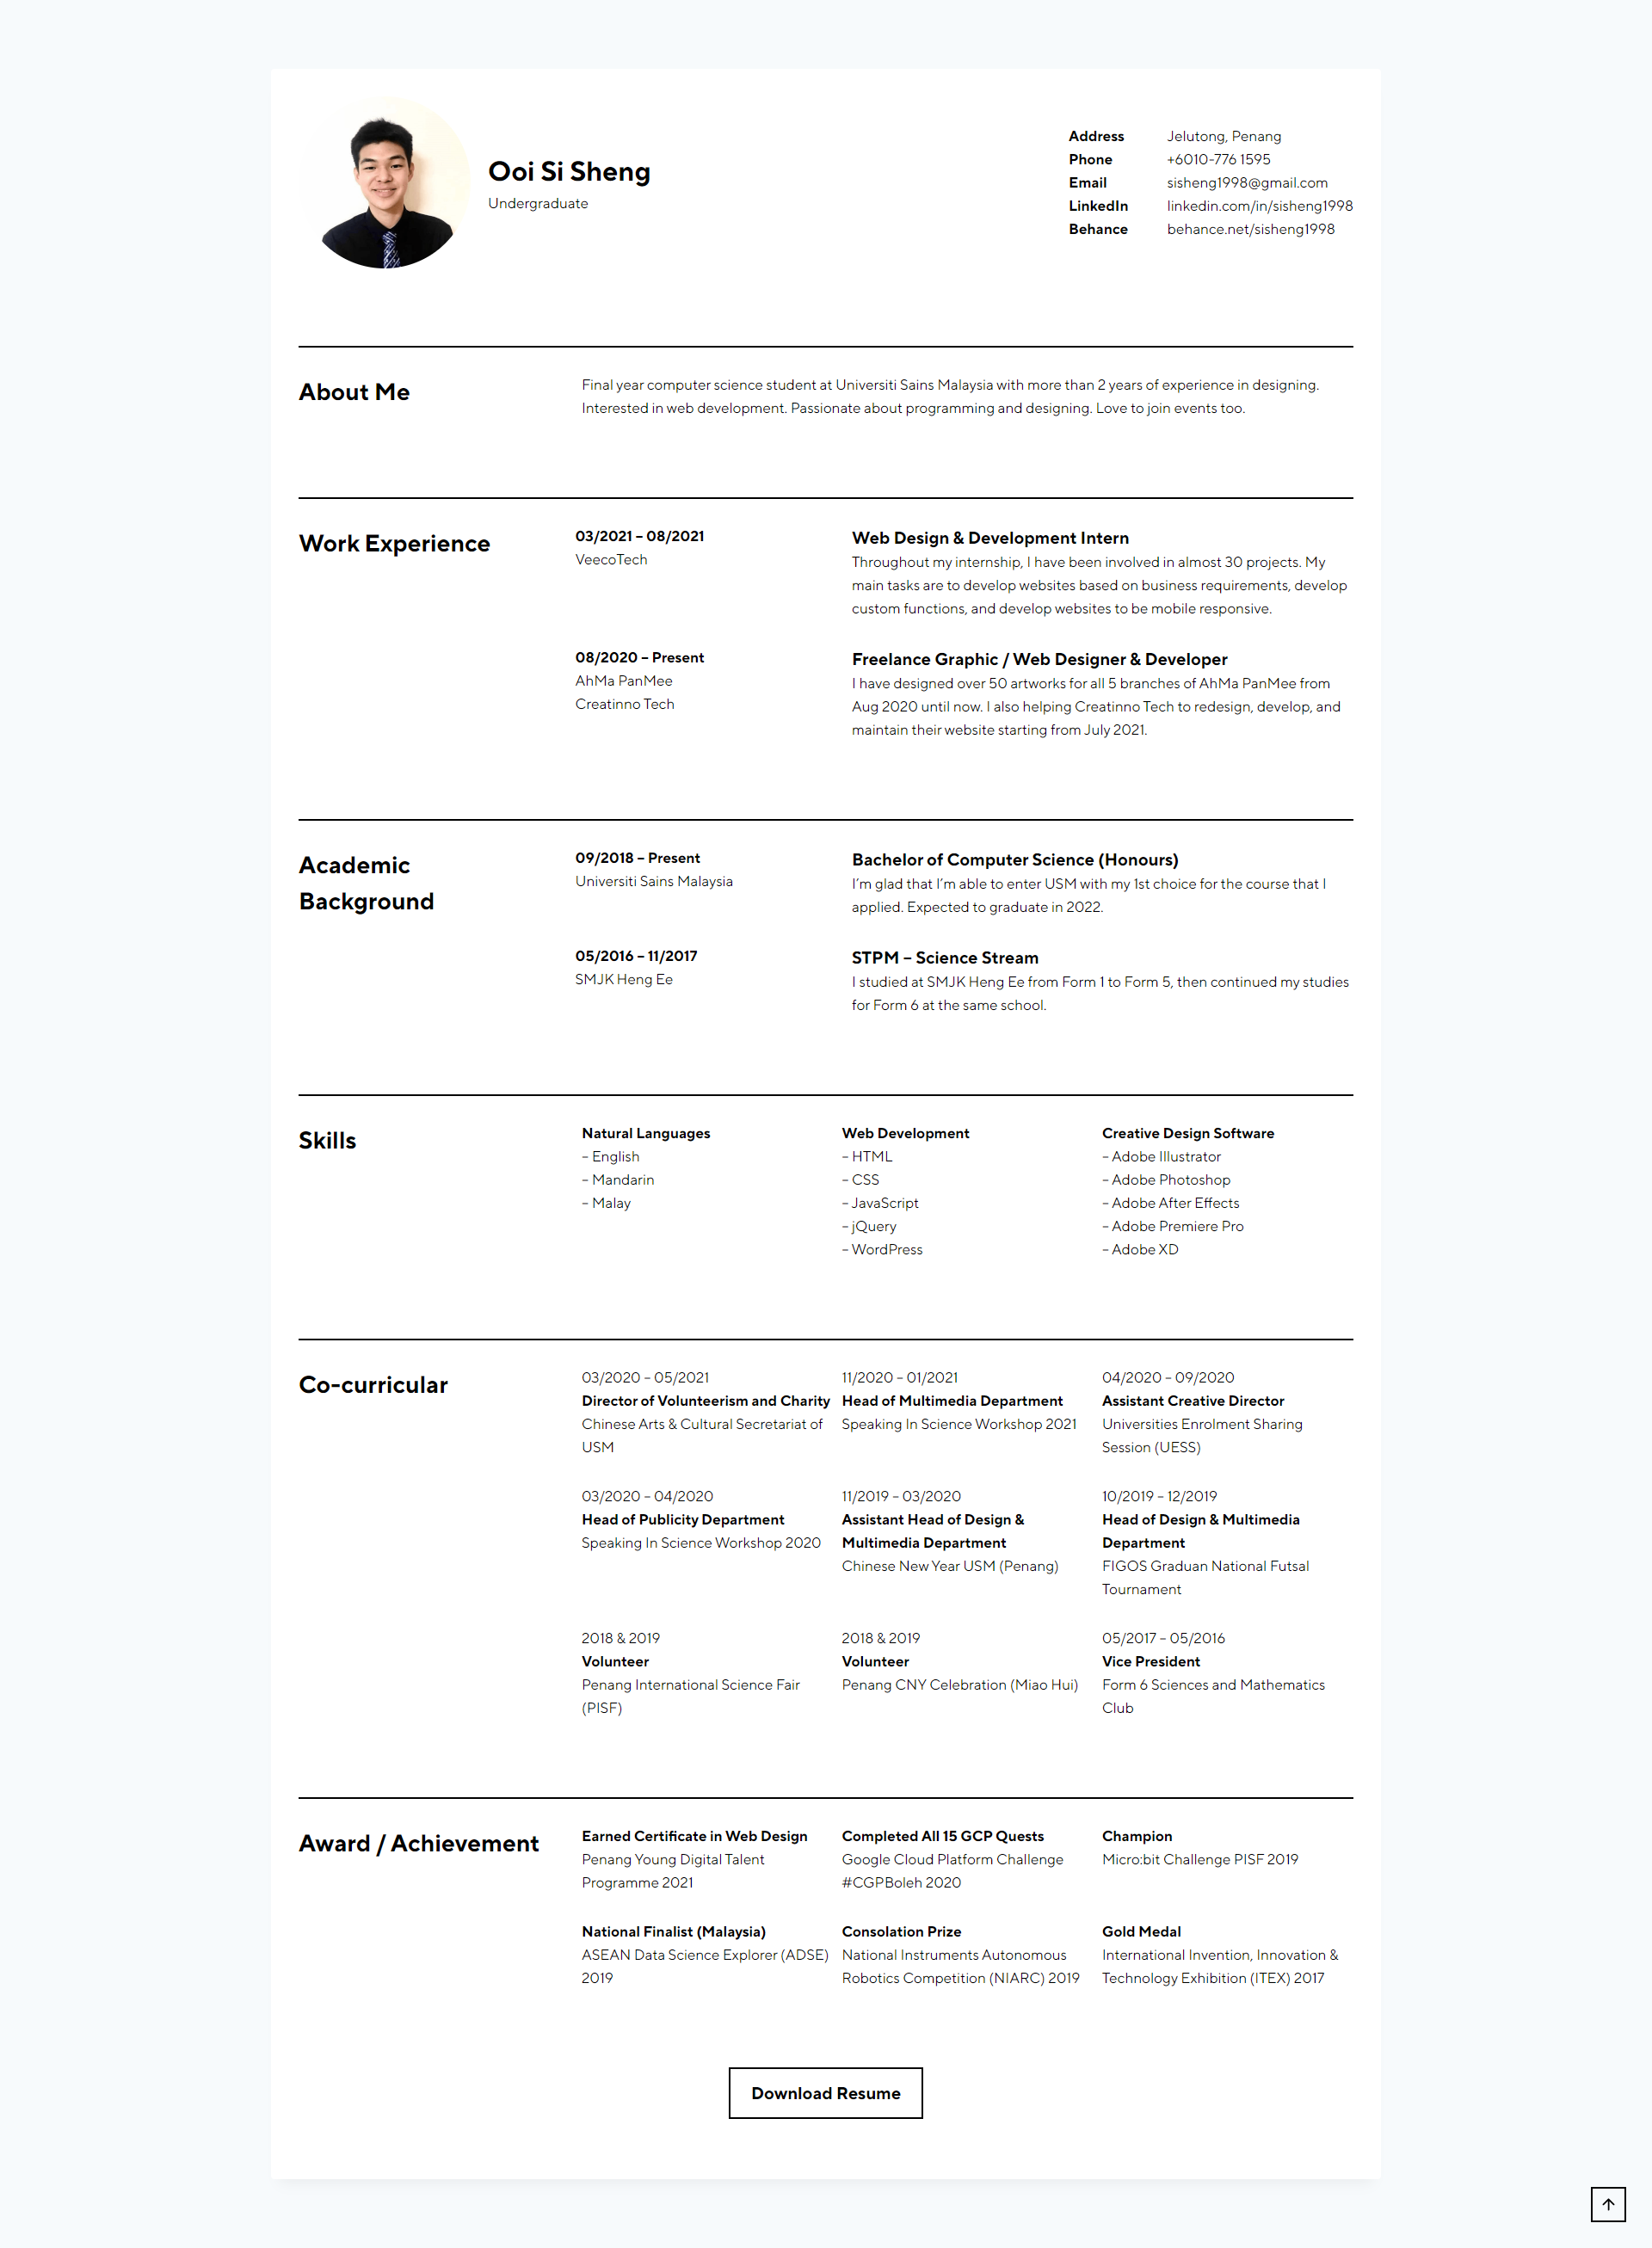 Ooi Si Sheng
Undergraduate
Address Jelutong, Penang
Phone +6010-776 1595
Email sisheng1998@gmail.com
LinkedIn linkedin.com/in/sisheng1998
Behance behance.net/sisheng1998
About Me
Final year computer science student at Universiti Sains Malaysia with more than 2 years of experience in designing.
Interested in web development. Passionate about programming and designing. Love to join events too.
Work Experience
03/2021 – 08/2021
VeecoTech
Web Design & Development Intern
Throughout my internship, I have been involved in almost 30 projects. My
main tasks are to develop websites based on business requirements, develop
custom functions, and develop websites to be mobile responsive.
08/2020 – Present
AhMa PanMee
Creatinno Tech
Freelance Graphic / Web Designer & Developer
I have designed over 50 artworks for all 5 branches of AhMa PanMee from
Aug 2020 until now. I also helping Creatinno Tech to redesign, develop, and
maintain their website starting from July 2021.
Academic
Background
09/2018 – Present
Universiti Sains Malaysia
Bachelor of Computer Science (Honours)
I'm glad that I'm able to enter USM with my 1st choice for the course that I
applied. Expected to graduate in 2022.
05/2016 – 11/2017
SMJK Heng Ee
STPM – Science Stream
I studied at SMJK Heng Ee from Form 1 to Form 5, then continued my studies
for Form 6 at the same school.
Skills
Natural Languages
– English
– Mandarin
– Malay
Web Development
– HTML
– CSS
– JavaScript
– jQuery
– WordPress
Creative Design Software
– Adobe Illustrator
– Adobe Photoshop
– Adobe After Effects
– Adobe Premiere Pro
– Adobe XD
Co-curricular
03/2020 – 05/2021
Director of Volunteerism and Charity
Chinese Arts & Cultural Secretariat of
USM
11/2020 – 01/2021
Head of Multimedia Department
Speaking In Science Workshop 2021
04/2020 – 09/2020
Assistant Creative Director
Universities Enrolment Sharing
Session (UESS)
03/2020 – 04/2020
Head of Publicity Department
Speaking In Science Workshop 2020
11/2019 – 03/2020
Assistant Head of Design &
Multimedia Department
Chinese New Year USM (Penang)
10/2019 – 12/2019
Head of Design & Multimedia
Department
FIGOS Graduan National Futsal
Tournament
2018 & 2019
Volunteer
Penang International Science Fair
(PISF)
2018 & 2019
Volunteer
Penang CNY Celebration (Miao Hui)
05/2017 – 05/2016
Vice President
Form 6 Sciences and Mathematics
Club
Award / Achievement
Earned Certificate in Web Design
Penang Young Digital Talent
Programme 2021
Completed All 15 GCP Quests
Google Cloud Platform Challenge
#CGPBoleh 2020
Champion
Micro:bit Challenge PISF 2019
National Finalist (Malaysia)
ASEAN Data Science Explorer (ADSE)
2019
Consolation Prize
National Instruments Autonomous
Robotics Competition (NIARC) 2019
Gold Medal
International Invention, Innovation &
Technology Exhibition (ITEX) 2017
Download Resume